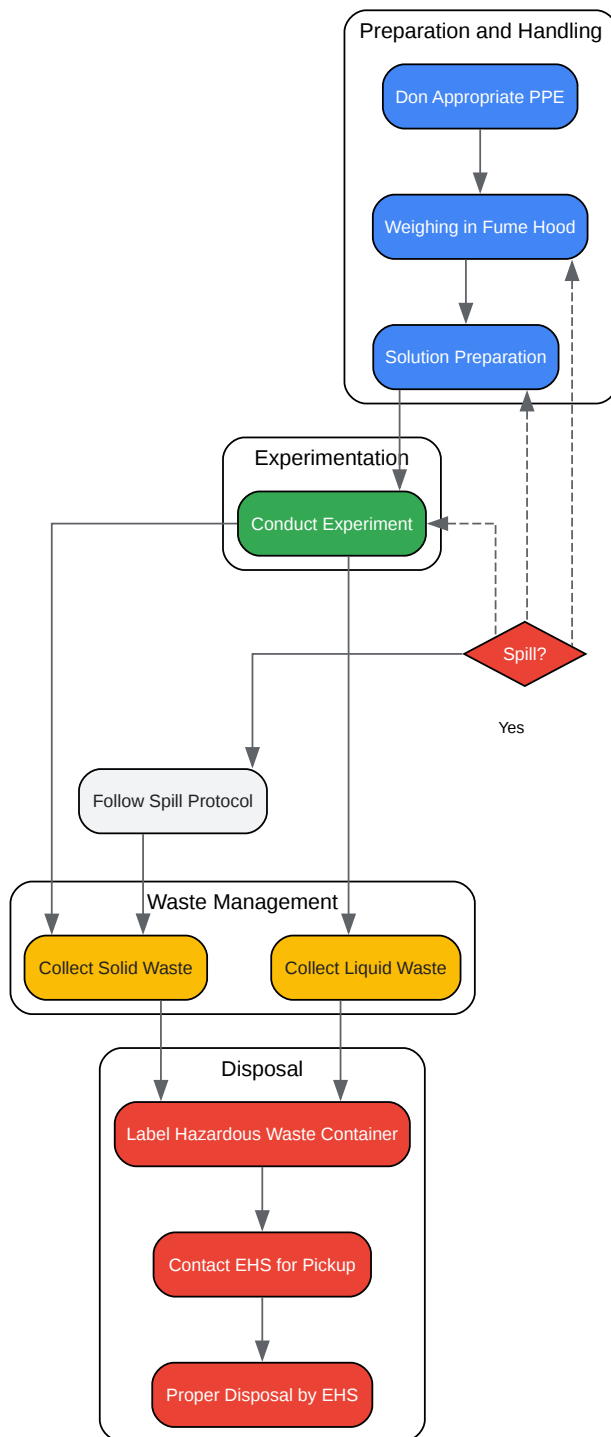 Preparation and Handling
Don Appropriate PPE
Weighing in Fume Hood
Solution Preparation
Experimentation
Conduct Experiment
Spill?
Yes
Follow Spill Protocol
Waste Management
Collect Solid Waste
Collect Liquid Waste
Disposal
Label Hazardous Waste Container
Contact EHS for Pickup
Proper Disposal by EHS